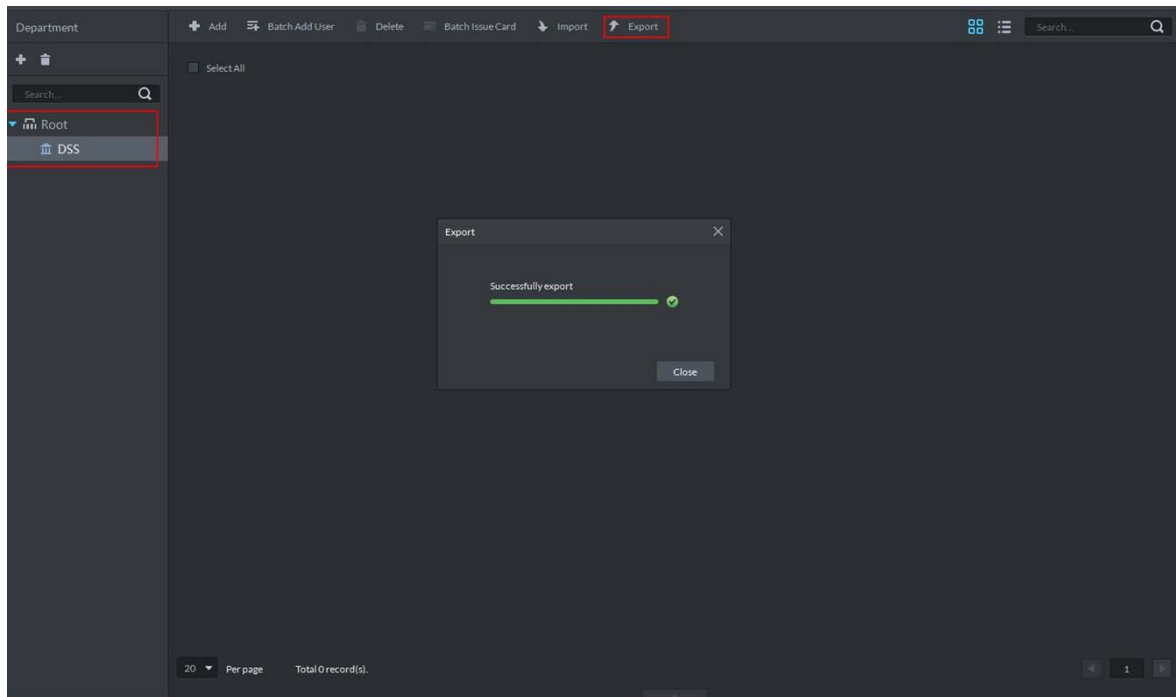 Department
Add Batch Add User Delete Batch Issue Card Import Export Search...
Select All
Search...
Root
DSS
Export
Successfully export
Close
20 Per page Total 0 record(s). 1